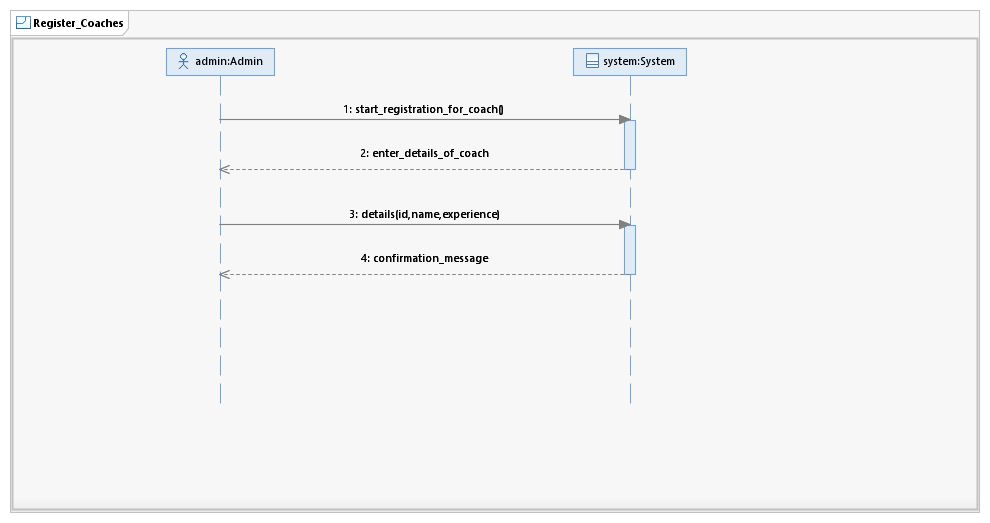 Register_Coaches
admin:Admin
system:System
1: start_registration_for_coach()
2: enter_details_of_coach
3: details(id,name,experience)
4: confirmation_message